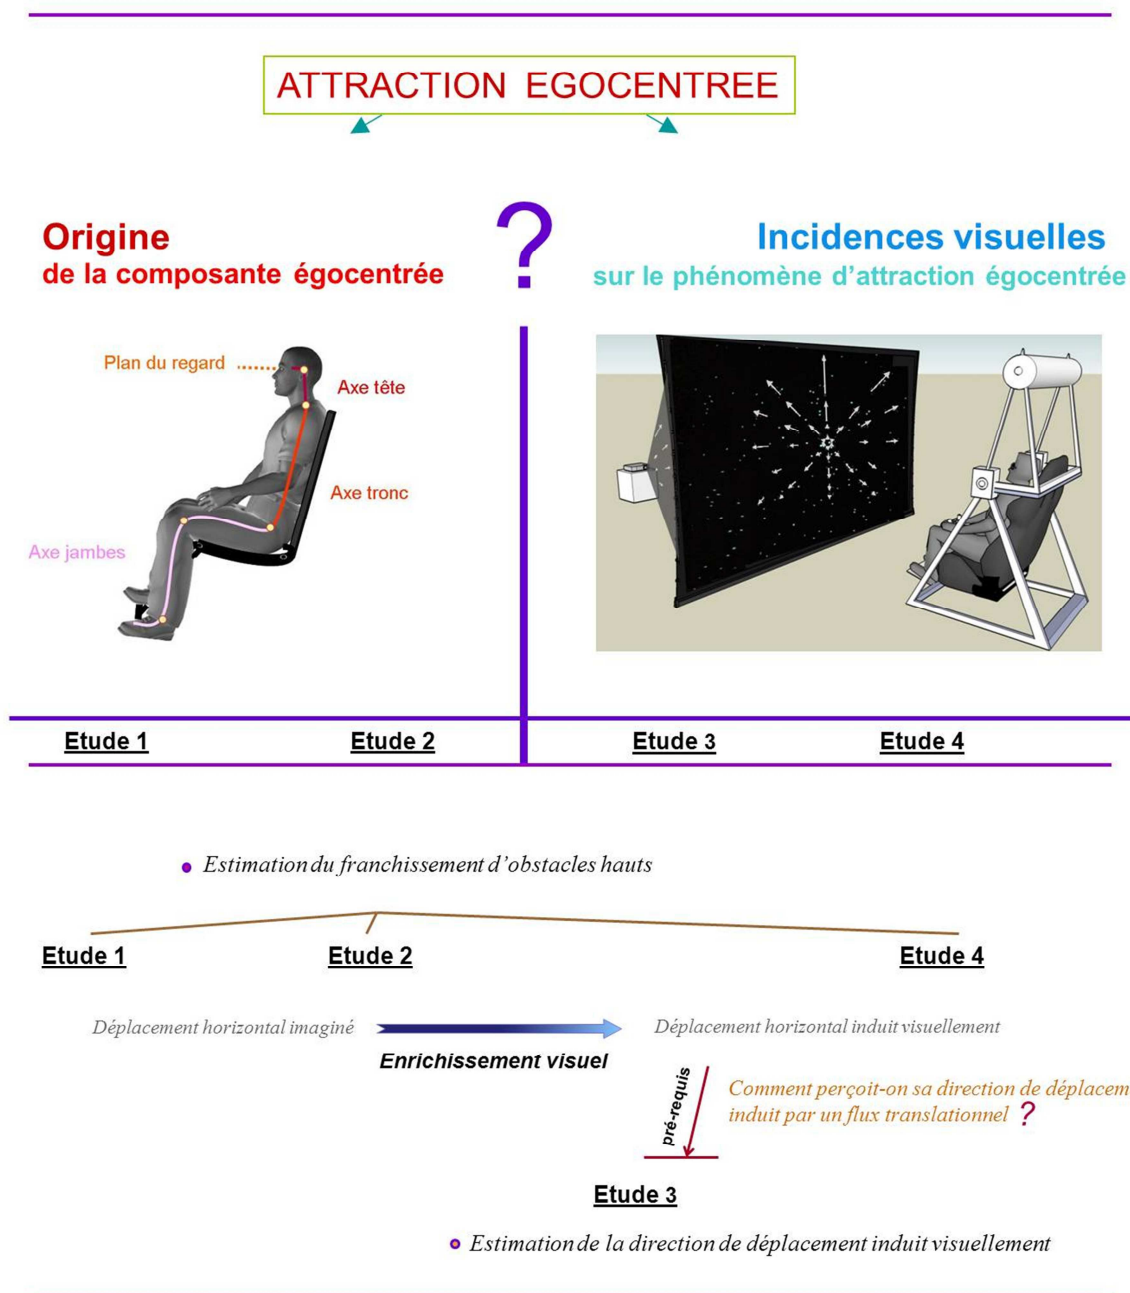 ATTRACTION EGOCENTREE
Origine
de la composante égocentrée
?
Incidences visuelles
sur le phénomène d'attraction égocentrée
Plan du regard
Axe tête
Axe tronc
Axe jambes
Etude 1
Etude 2
Etude 3
Etude 4
Estimation du franchissement d'obstacles hauts
Etude 1
Etude 2
Etude 4
Déplacement horizontal imaginé
Enrichissement visuel
Déplacement horizontal induit visuellement
pré-requis
Comment perçoit-on sa direction de déplacem
induit par un flux translationnel ?
Etude 3
Estimation de la direction de déplacement induit visuellement